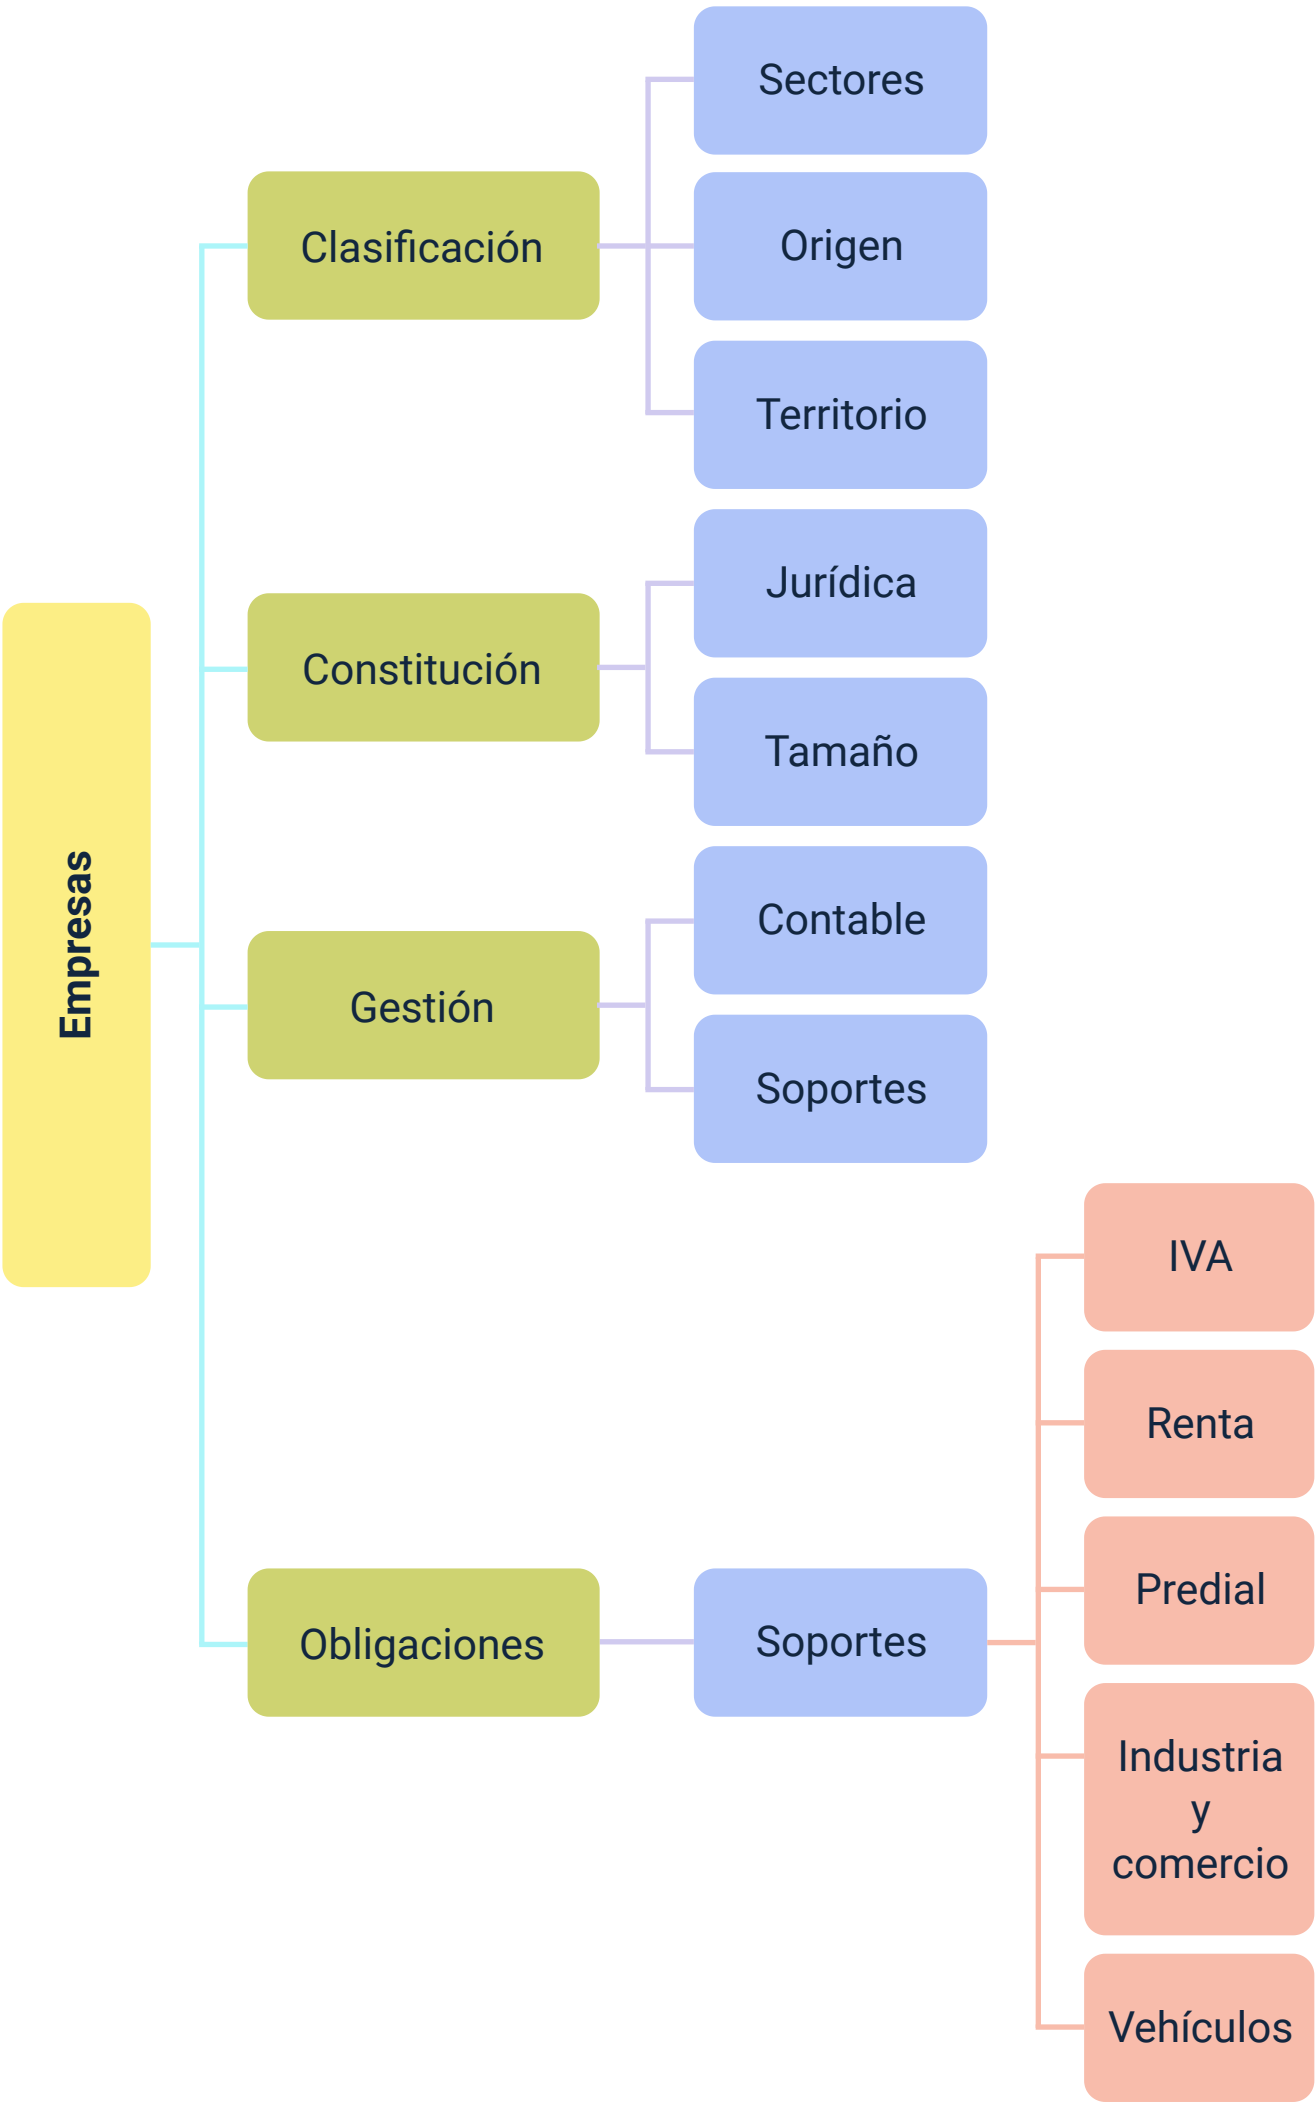 Empresas
Clasificación
Sectores
Origen
Territorio
Constitución
Jurídica
Tamaño
Gestión
Contable
Soportes
Obligaciones
Soportes
IVA
Renta
Predial
Industria
y
comercio
Vehículos